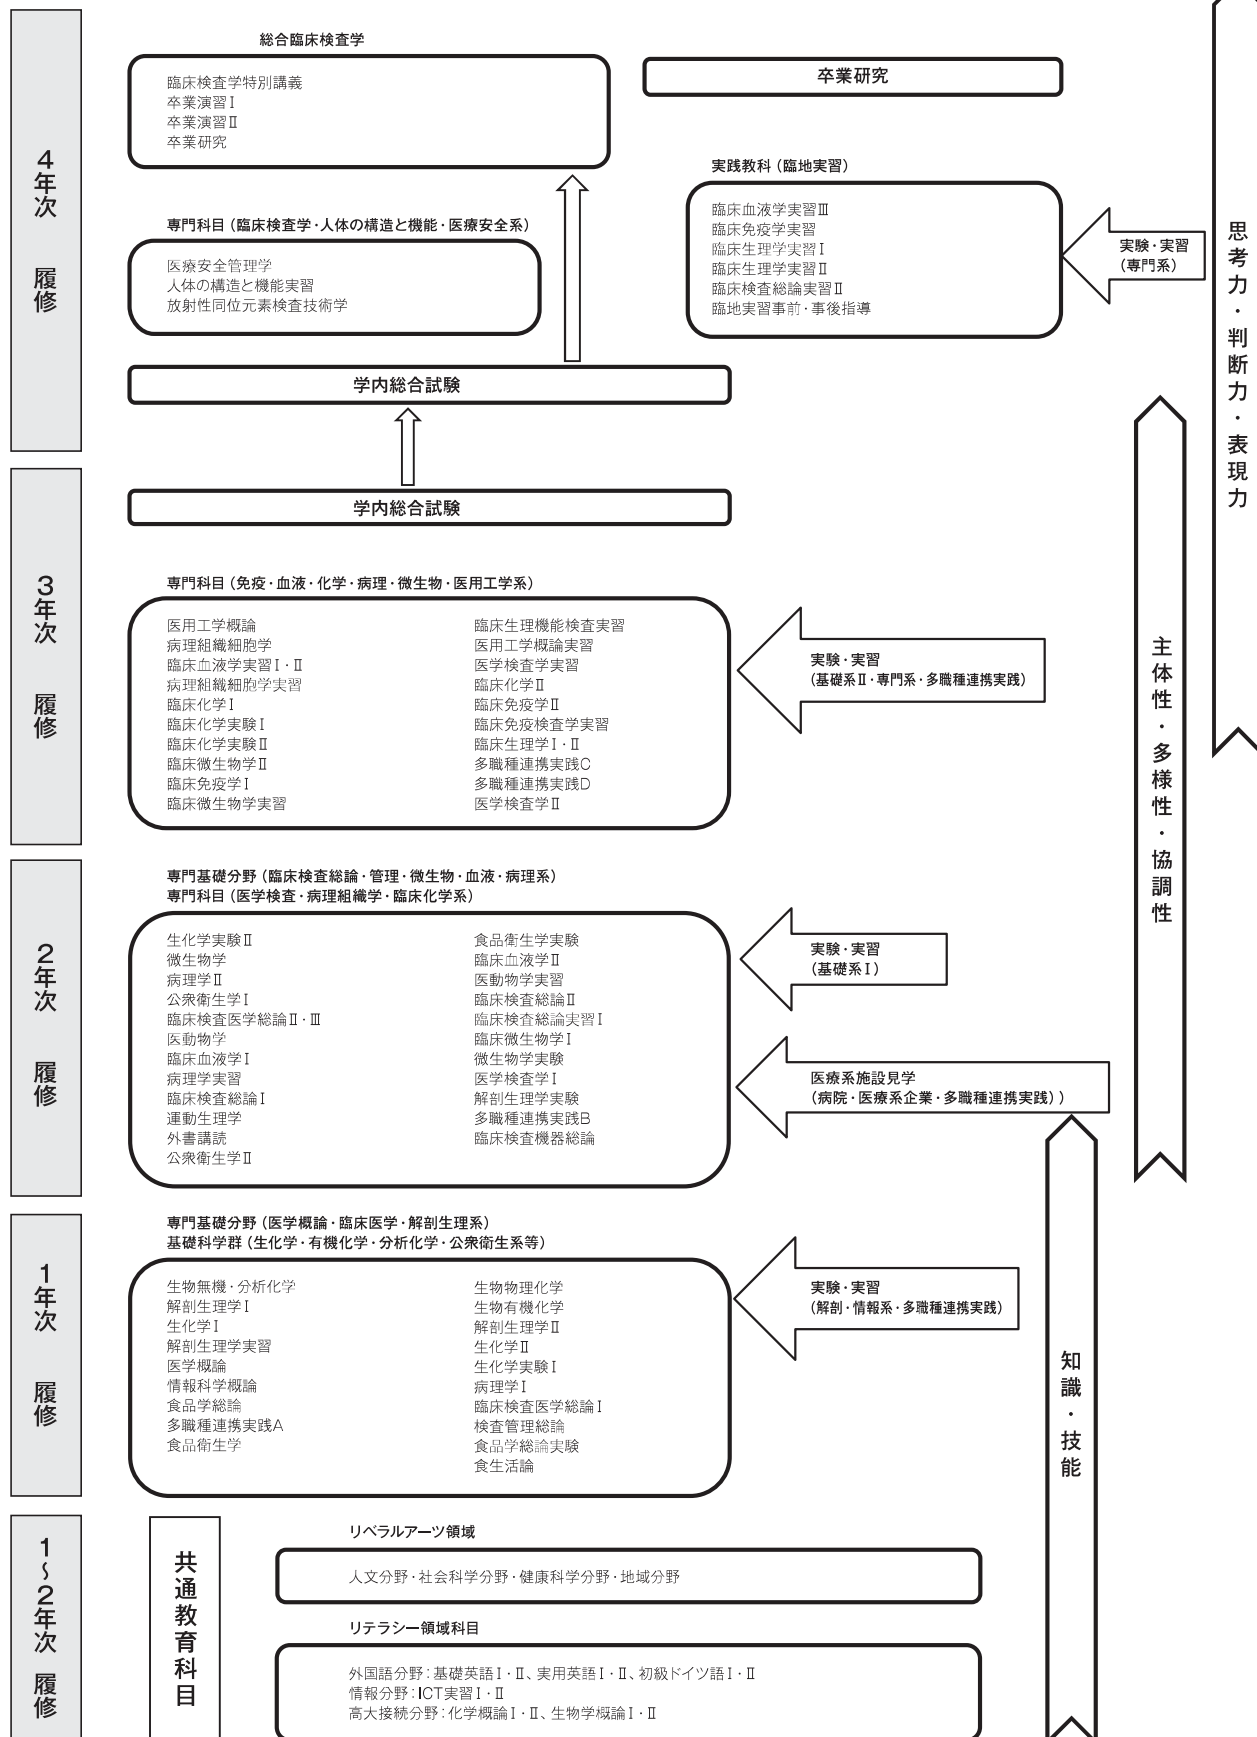 4年次 履修
総合臨床検査学
臨床検査学特別講義
卒業演習Ⅰ
卒業演習Ⅱ
卒業研究
卒業研究
専門科目（臨床検査学・人体の構造と機能・医療安全系）
医療安全管理学
人体の構造と機能実習
放射性同位元素検査技術学
実践教科（臨地実習）
臨床血液学実習Ⅲ
臨床免疫学実習
臨床生理学実習Ⅰ
臨床生理学実習Ⅱ
臨床検査総論実習Ⅱ
臨地実習事前・事後指導
実験・実習
（専門系）
学内総合試験
3年次 履修
学内総合試験
専門科目（免疫・血液・化学・病理・微生物・医用工学系）
医用工学概論
病理組織細胞学
臨床血液学実習Ⅰ・Ⅱ
病理組織細胞学実習
臨床化学Ⅰ
臨床化学実験Ⅰ
臨床化学実験Ⅱ
臨床微生物学Ⅱ
臨床免疫学Ⅰ
臨床微生物学実習
臨床生理機能検査実習
医用工学概論実習
医学検査学実習
臨床化学Ⅱ
臨床免疫学Ⅱ
臨床免疫検査学実習
臨床生理学Ⅰ・Ⅱ
多職種連携実践C
多職種連携実践D
医学検査学Ⅱ
実験・実習
（基礎系Ⅱ・専門系・多職種連携実践）
2年次 履修
専門基礎分野（臨床検査総論・管理・微生物・血液・病理系）
専門科目（医学検査・病理組織学・臨床化学系）
生化学実験Ⅱ
微生物学
病理学Ⅱ
公衆衛生学Ⅰ
臨床検査医学総論Ⅱ・Ⅲ
医動物学
臨床血液学Ⅰ
病理学実習
臨床検査総論Ⅰ
運動生理学
外書講読
公衆衛生学Ⅱ
食品衛生学実験
臨床血液学Ⅱ
医動物学実習
臨床検査総論Ⅱ
臨床検査総論実習Ⅰ
臨床微生物学Ⅰ
微生物学実験
医学検査学Ⅰ
解剖生理学実験
多職種連携実践B
臨床検査機器総論
実験・実習
（基礎系Ⅰ）
医療系施設見学
（病院・医療系企業・多職種連携実践））
1年次 履修
専門基礎分野（医学概論・臨床医学・解剖生理系）
基礎科学群（生化学・有機化学・分析化学・公衆衛生系等）
生物無機・分析化学
解剖生理学Ⅰ
生化学Ⅰ
解剖生理学実習
医学概論
情報科学概論
食品学総論
多職種連携実践A
食品衛生学
生物物理化学
生物有機化学
解剖生理学Ⅱ
生化学Ⅱ
生化学実験Ⅰ
病理学Ⅰ
臨床検査医学総論Ⅰ
検査管理総論
食品学総論実験
食生活論
実験・実習
（解剖・情報系・多職種連携実践）
1〜2年次 履修
共通教育科目
リベラルアーツ領域
人文分野・社会科学分野・健康科学分野・地域分野
リテラシー領域科目
外国語分野：基礎英語Ⅰ・Ⅱ、実用英語Ⅰ・Ⅱ、初級ドイツ語Ⅰ・Ⅱ
情報分野：ICT実習Ⅰ・Ⅱ
高大接続分野：化学概論Ⅰ・Ⅱ、生物学概論Ⅰ・Ⅱ
知識・技能
主体性・多様性・協調性
思考力・判断力・表現力